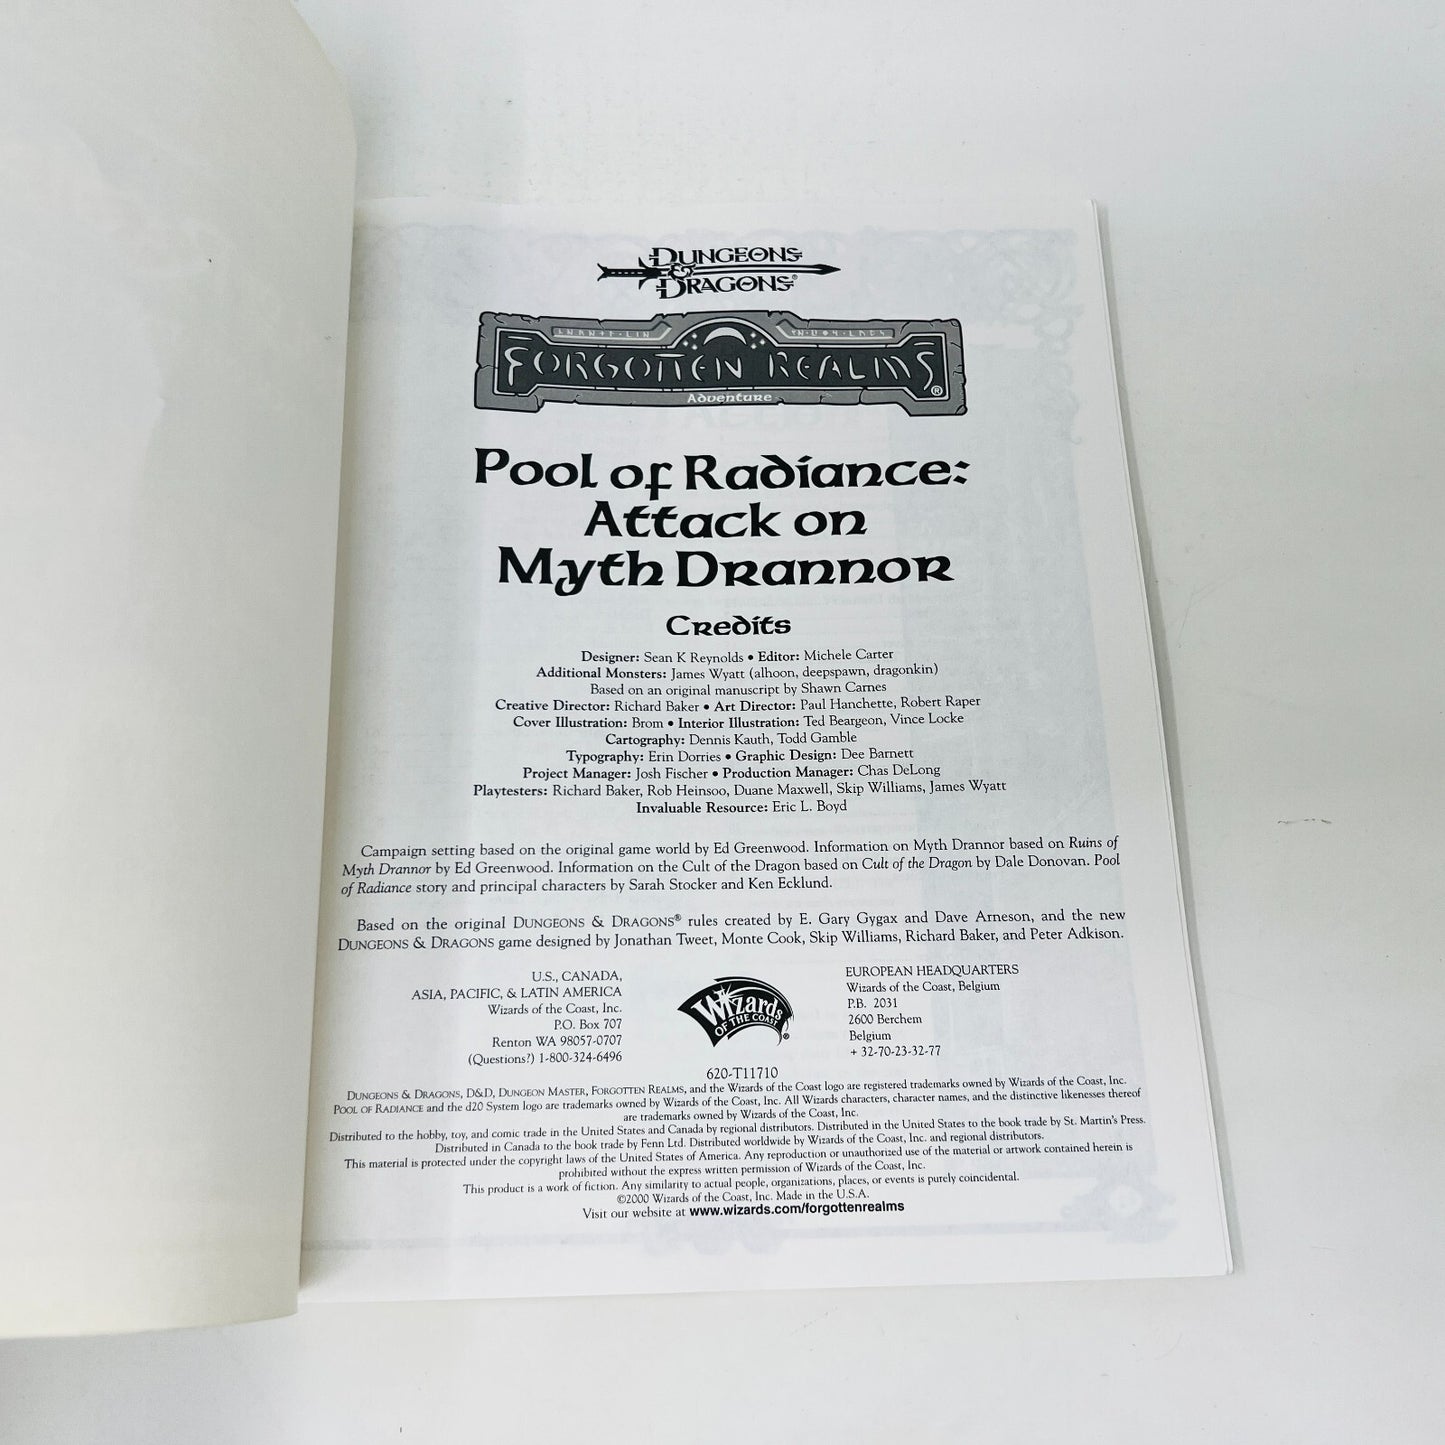 DUNGEONS
&
DRAGONS®
FORGOTTEN REALMS®
Adventure
Pool of Radiance:
Attack on
Myth Drannor
Credits
Designer: Sean K Reynolds • Editor: Michele Carter
Additional Monsters: James Wyatt (alhoon, deepspawn, dragonkin)
Based on an original manuscript by Shawn Carnes
Creative Director: Richard Baker • Art Director: Paul Hanchette, Robert Raper
Cover Illustration: Brom • Interior Illustration: Ted Beargeon, Vince Locke
Cartography: Dennis Kauth, Todd Gamble
Typography: Erin Dorries • Graphic Design: Dee Barnett
Project Manager: Josh Fischer • Production Manager: Chas DeLong
Playtesters: Richard Baker, Rob Heinsoo, Duane Maxwell, Skip Williams, James Wyatt
Invaluable Resource: Eric L. Boyd
Campaign setting based on the original game world by Ed Greenwood. Information on Myth Drannor based on Ruins of
Myth Drannor by Ed Greenwood. Information on the Cult of the Dragon based on Cult of the Dragon by Dale Donovan. Pool
of Radiance story and principal characters by Sarah Stocker and Ken Ecklund.
Based on the original DUNGEONS & DRAGONS® rules created by E. Gary Gygax and Dave Arneson, and the new
DUNGEONS & DRAGONS game designed by Jonathan Tweet, Monte Cook, Skip Williams, Richard Baker, and Peter Adkison.
U.S., CANADA,
ASIA, PACIFIC, & LATIN AMERICA
Wizards of the Coast, Inc.
P.O. Box 707
Renton WA 98057-0707
(Questions?) 1-800-324-6496
Wizards
OF THE COAST®
EUROPEAN HEADQUARTERS
Wizards of the Coast, Belgium
P.B. 2031
2600 Berchem
Belgium
+ 32-70-23-32-77
620-T11710
DUNGEONS & DRAGONS, D&D, DUNGEON MASTER, FORGOTTEN REALMS, and the Wizards of the Coast logo are registered trademarks owned by Wizards of the Coast, Inc.
POOL OF RADIANCE and the d20 System logo are trademarks owned by Wizards of the Coast, Inc. All Wizards characters, character names, and the distinctive likenesses thereof
are trademarks owned by Wizards of the Coast, Inc.
Distributed to the hobby, toy, and comic trade in the United States and Canada by regional distributors. Distributed in the United States to the book trade by St. Martin's Press.
Distributed in Canada to the book trade by Fenn Ltd. Distributed worldwide by Wizards of the Coast, Inc. and regional distributors.
This material is protected under the copyright laws of the United States of America. Any reproduction or unauthorized use of the material or artwork contained herein is
prohibited without the express written permission of Wizards of the Coast, Inc.
This product is a work of fiction. Any similarity to actual people, organizations, places, or events is purely coincidental.
©2000 Wizards of the Coast, Inc. Made in the U.S.A.
Visit our website at www.wizards.com/forgottenrealms